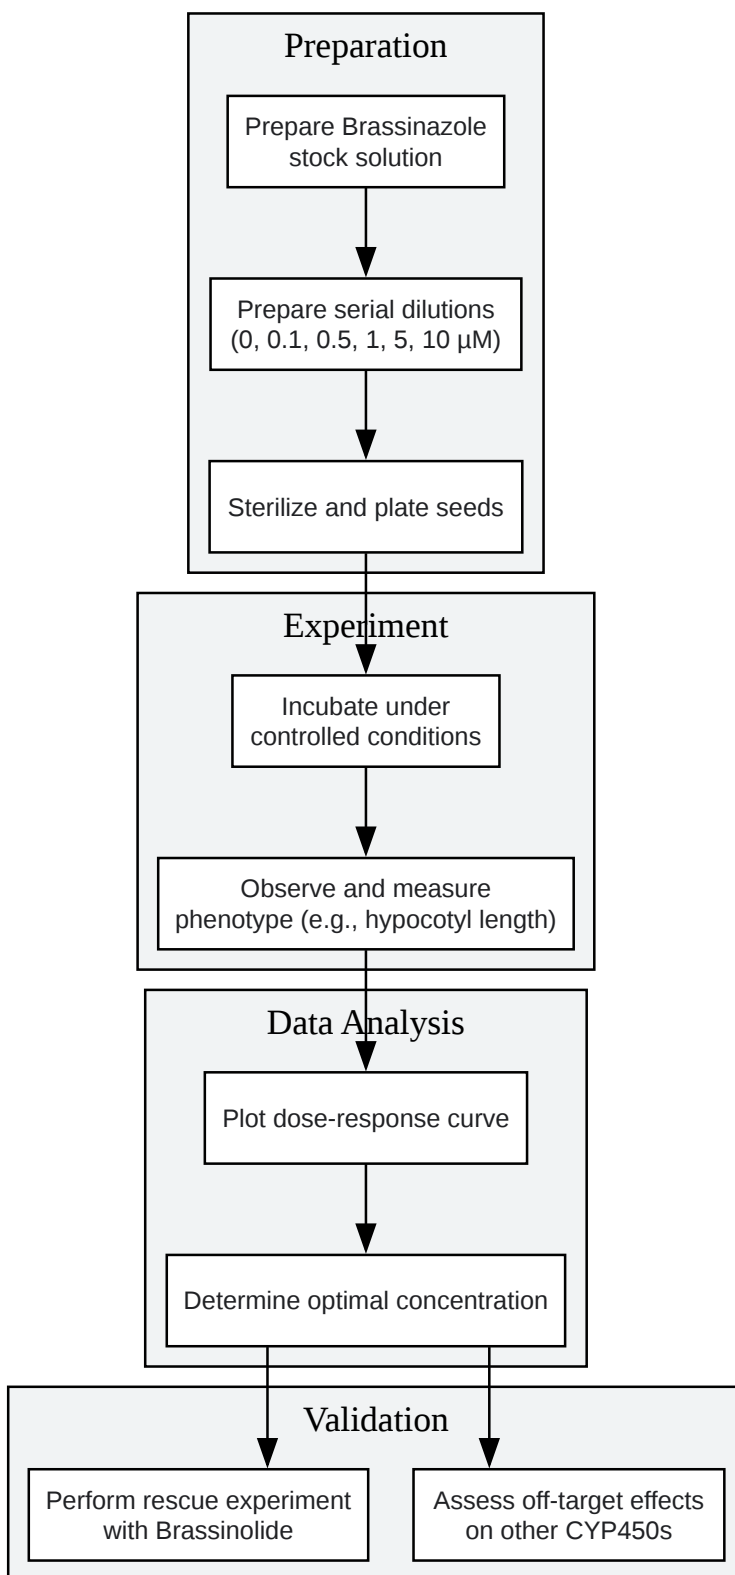 Preparation
Prepare Brassinazole
stock solution
Prepare serial dilutions
(0, 0.1, 0.5, 1, 5, 10 µM)
Sterilize and plate seeds
Experiment
Incubate under
controlled conditions
Observe and measure
phenotype (e.g., hypocotyl length)
Data Analysis
Plot dose-response curve
Determine optimal concentration
Validation
Perform rescue experiment
with Brassinolide
Assess off-target effects
on other CYP450s